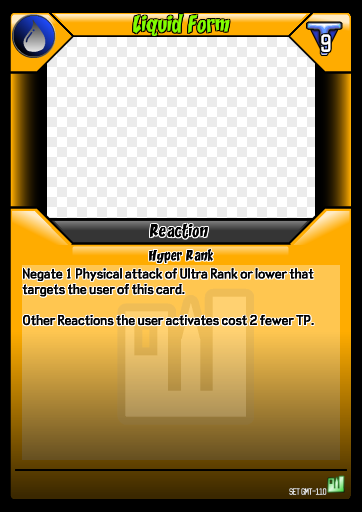 Liquid Form
9
Reaction
Hyper Rank
Negate 1 Physical attack of Ultra Rank or lower that
targets the user of this card.
Other Reactions the user activates cost 2 fewer TP.
SET GMT-110